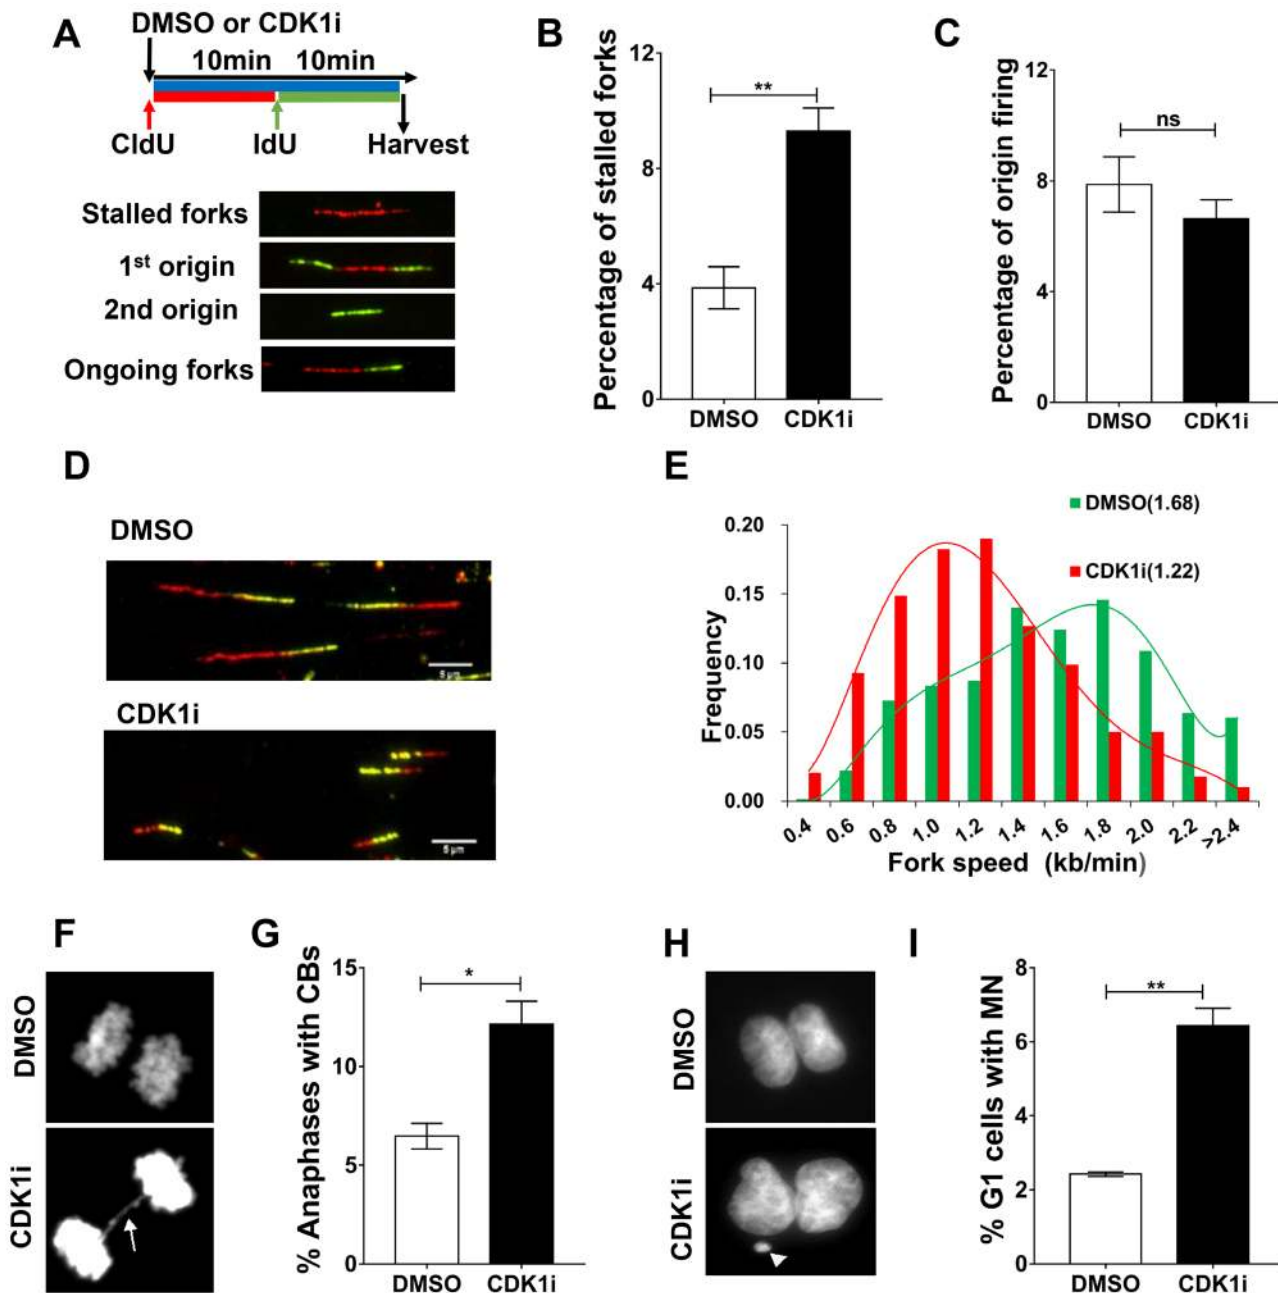 A
DMSO or CDK1i
10min 10min
CldU IdU Harvest
Stalled forks
1st origin
2nd origin
Ongoing forks
B
Percentage of stalled forks
12
8
4
0
**
DMSO CDK1i
C
Percentage of origin firing
12
8
4
0
ns
DMSO CDK1i
D
DMSO
5 µm
CDK1i
5 µm
E
DMSO(1.68)
CDK1i(1.22)
Frequency
0.20
0.15
0.10
0.05
0.00
0.4 0.6 0.8 1.0 1.2 1.4 1.6 1.8 2.0 2.2 >2.4
Fork speed (kb/min)
F
DMSO
CDK1i
G
% Anaphases with CBs
15
10
5
0
*
DMSO CDK1i
H
DMSO
CDK1i
I
% G1 cells with MN
8
6
4
2
0
**
DMSO CDK1i